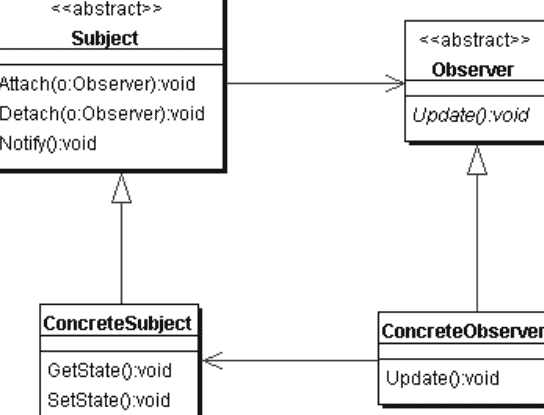 <<abstract>>
Subject
Attach(o:Observer):void
Detach(o:Observer):void
Notify():void
<<abstract>>
Observer
Update():void
ConcreteSubject
GetState():void
SetState():void
ConcreteObserver
Update():void